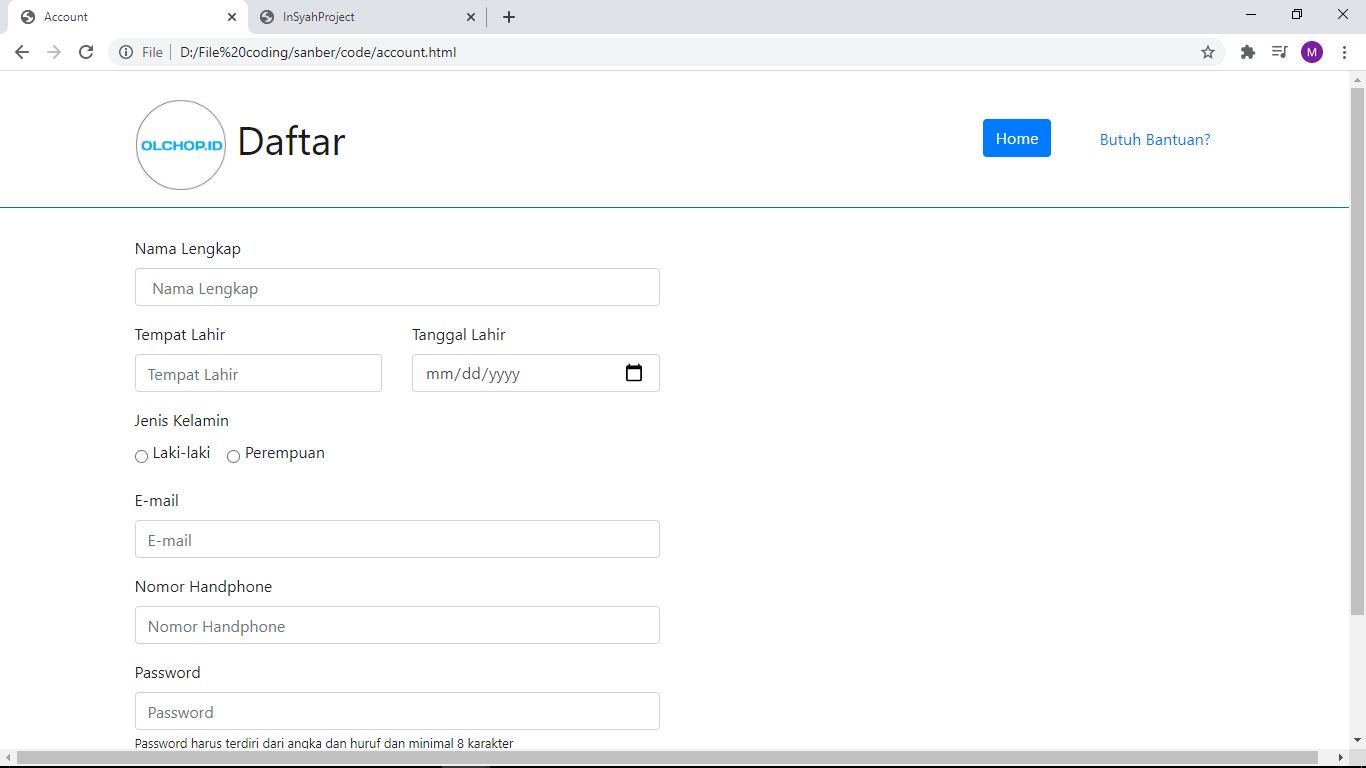 Account
InSyahProject
File
D:/File%20coding/sanber/code/account.html
M
OLCHOP.ID
Daftar
Home
Butuh Bantuan?
Nama Lengkap
Nama Lengkap
Tempat Lahir
Tanggal Lahir
Tempat Lahir
mm/dd/yyyy
Jenis Kelamin
Laki-laki
Perempuan
E-mail
E-mail
Nomor Handphone
Nomor Handphone
Password
Password
Password harus terdiri dari angka dan huruf dan minimal 8 karakter